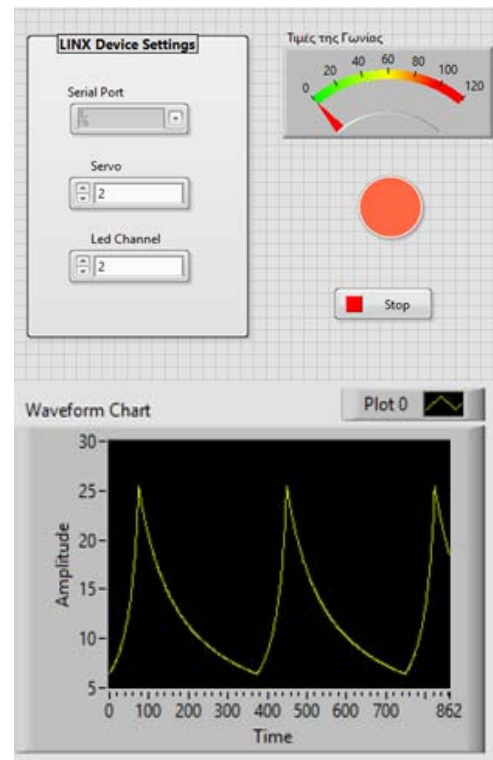 LINX Device Settings
Serial Port
Servo
2
Led Channel
2
Τιμές της Γωνίας
0 20 40 60 80 100 120
Stop
Waveform Chart
Plot 0
30
25
20
15
10
5
Amplitude
0 100 200 300 400 500 600 700 862
Time